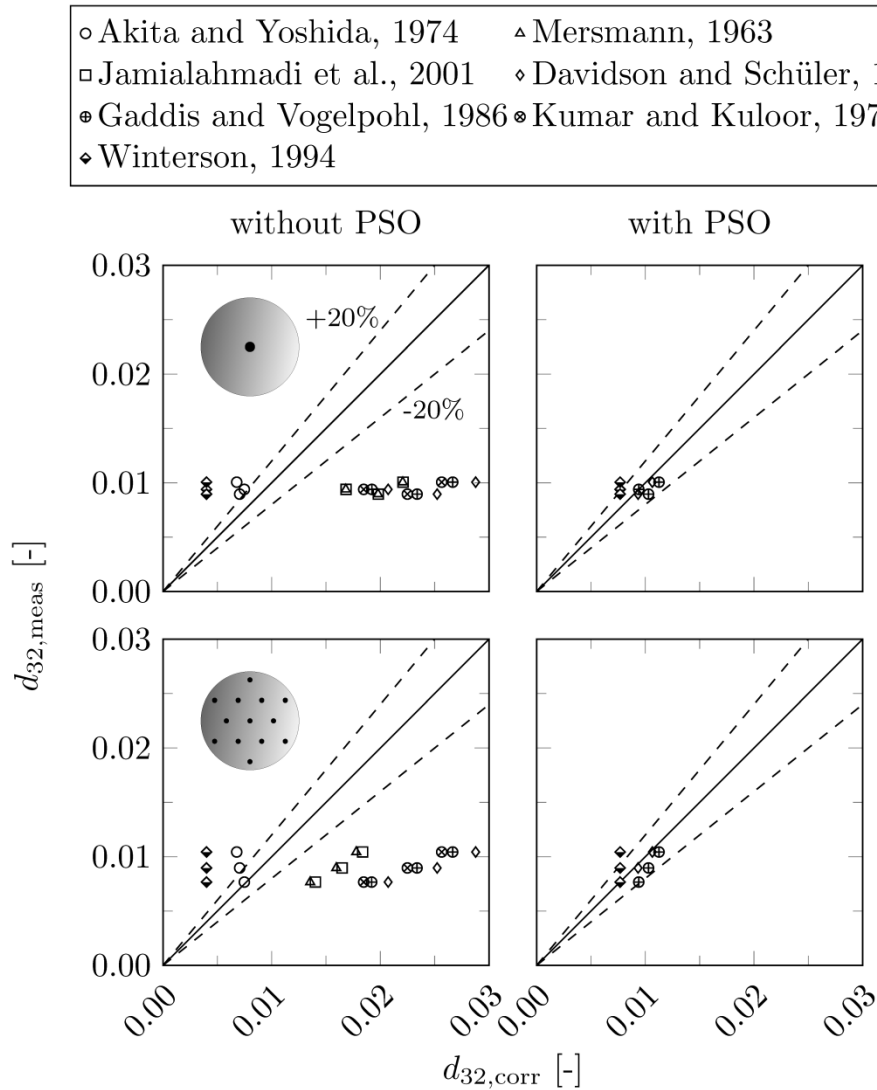 Akita and Yoshida, 1974 Mersmann, 1963
Jamialahmadi et al., 2001 Davidson and Schüler, 1
Gaddis and Vogelpohl, 1986 Kumar and Kuloor, 197
Winterson, 1994
without PSO with PSO
0.03
+20%
0.02
-20%
0.01
0.00
0.03
0.02
0.01
0.00
d32,meas [-]
0.00 0.01 0.02 0.03 0.00 0.01 0.02 0.03
d32,corr [-]